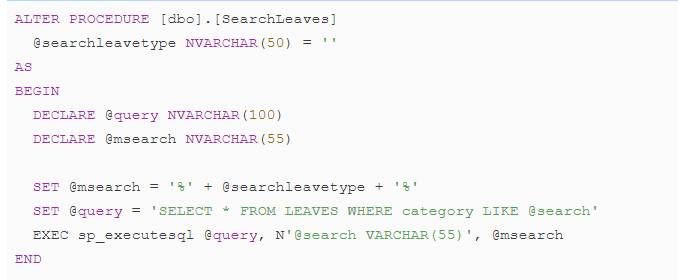 ALTER PROCEDURE [dbo].[SearchLeaves]
@searchleavetype NVARCHAR(50) = ''
AS
BEGIN
DECLARE @query NVARCHAR(100)
DECLARE @msearch NVARCHAR(55)
SET @msearch = '%' + @searchleavetype + '%'
SET @query = 'SELECT * FROM LEAVES WHERE category LIKE @search'
EXEC sp_executesql @query, N'@search VARCHAR(55)', @msearch
END